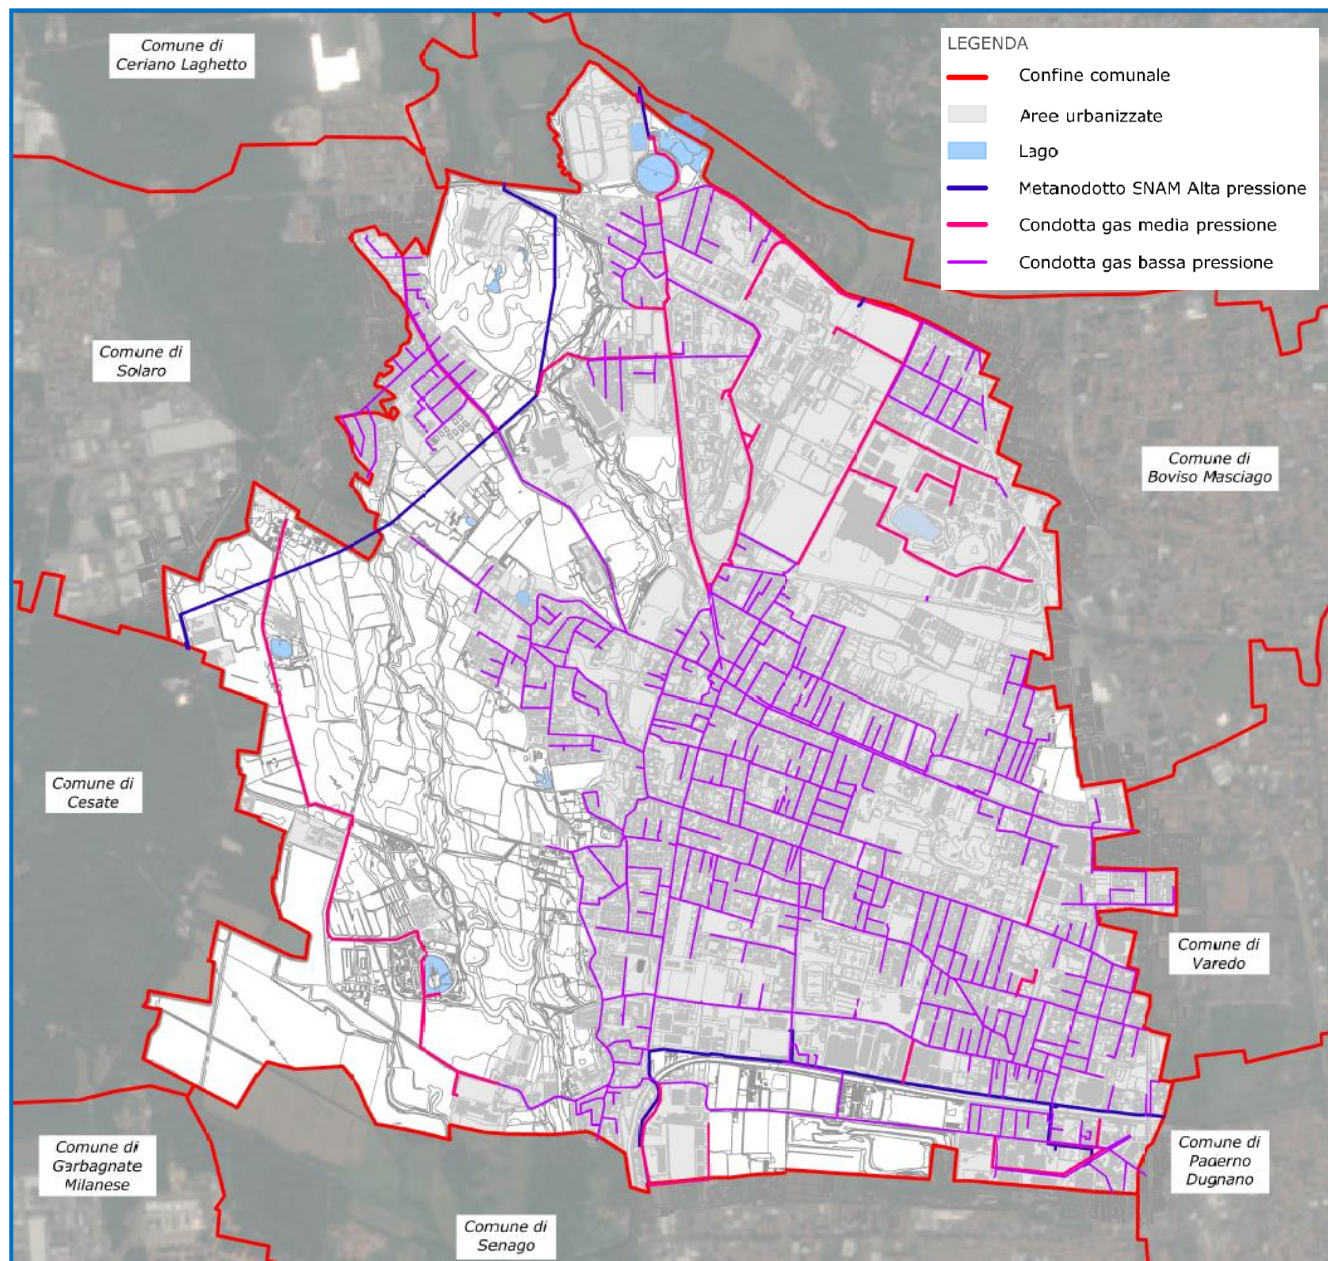 Comune di
Ceriano Laghetto
LEGENDA
Confine comunale
Aree urbanizzate
Lago
Metanodotto SNAM Alta pressione
Condotta gas media pressione
Condotta gas bassa pressione
Comune di
Solaro
Comune di
Boviso Masciago
Comune di
Cesate
Comune di
Varedo
Comune di
Garbagnate
Milanese
Comune di
Paderno
Dugnano
Comune di
Senago